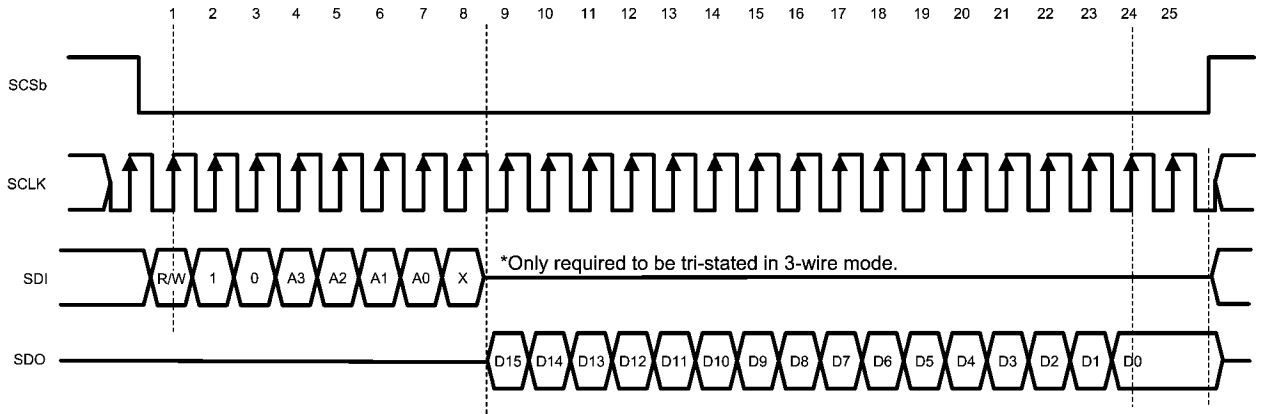 1 2 3 4 5 6 7 8 9 10 11 12 13 14 15 16 17 18 19 20 21 22 23 24 25
SCSb
SCLK
SDI R/W 1 0 A3 A2 A1 A0 X *Only required to be tri-stated in 3-wire mode.
SDO D15 D14 D13 D12 D11 D10 D9 D8 D7 D6 D5 D4 D3 D2 D1 D0